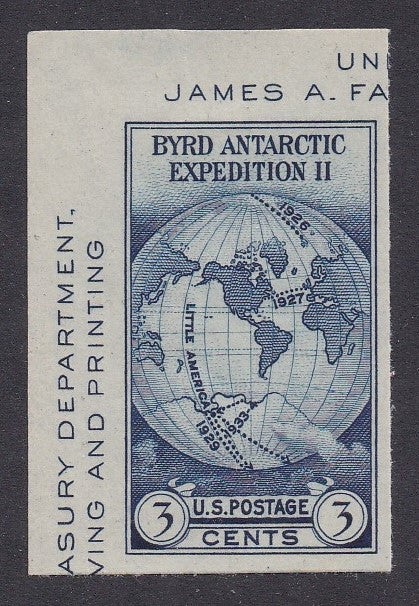 UNI
JAMES A. FA
ASURY DEPARTMENT,
VING AND PRINTING
BYRD ANTARCTIC
EXPEDITION II
1926
1927
LITTLE AMERICA
1929
1933
3 U.S. POSTAGE 3
CENTS